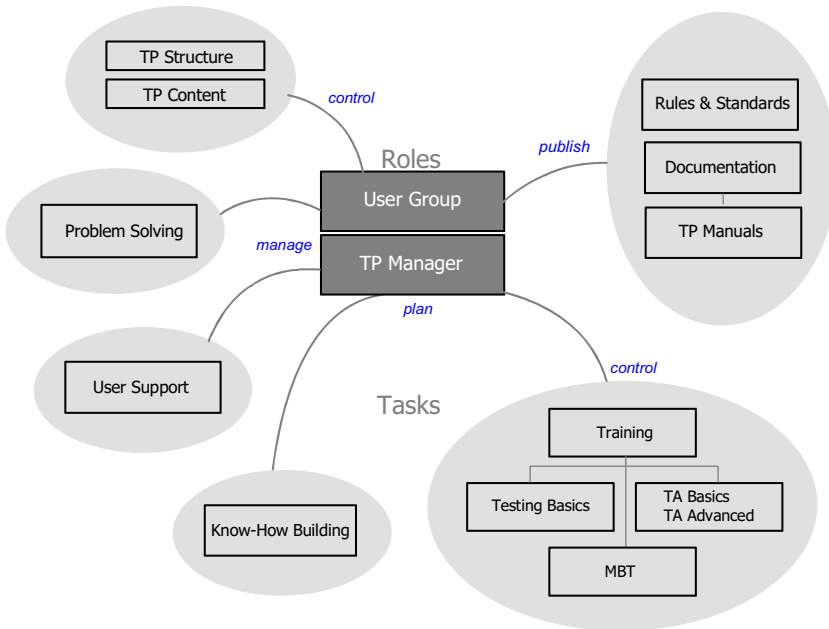 TP Structure
TP Content
control
Roles
publish
Rules & Standards
Documentation
TP Manuals
User Group
Problem Solving
manage
TP Manager
plan
User Support
Tasks
control
Training
Testing Basics
TA Basics
TA Advanced
MBT
Know-How Building